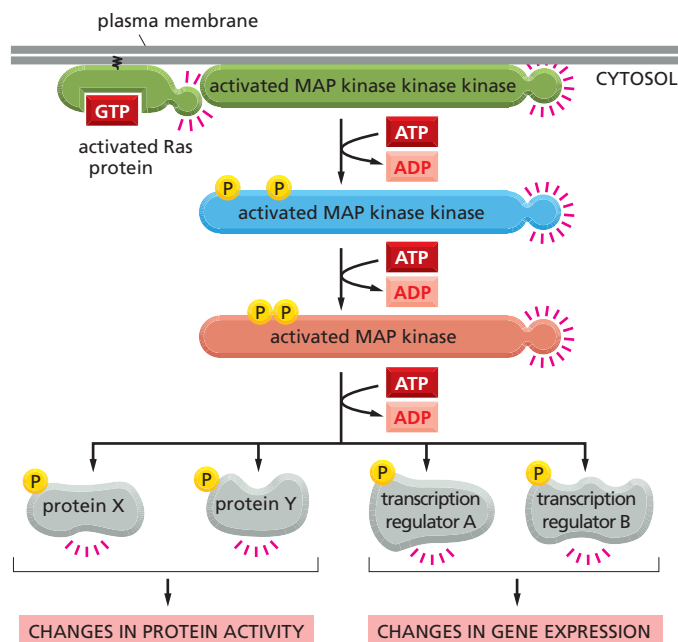 plasma membrane
activated MAP kinase kinase kinase
CYTOSOL
GTP
activated Ras
protein
ATP
ADP
P P
activated MAP kinase kinase
ATP
ADP
P P
activated MAP kinase
ATP
ADP
P
protein X
P
protein Y
P
transcription
regulator A
P
transcription
regulator B
CHANGES IN PROTEIN ACTIVITY
CHANGES IN GENE EXPRESSION